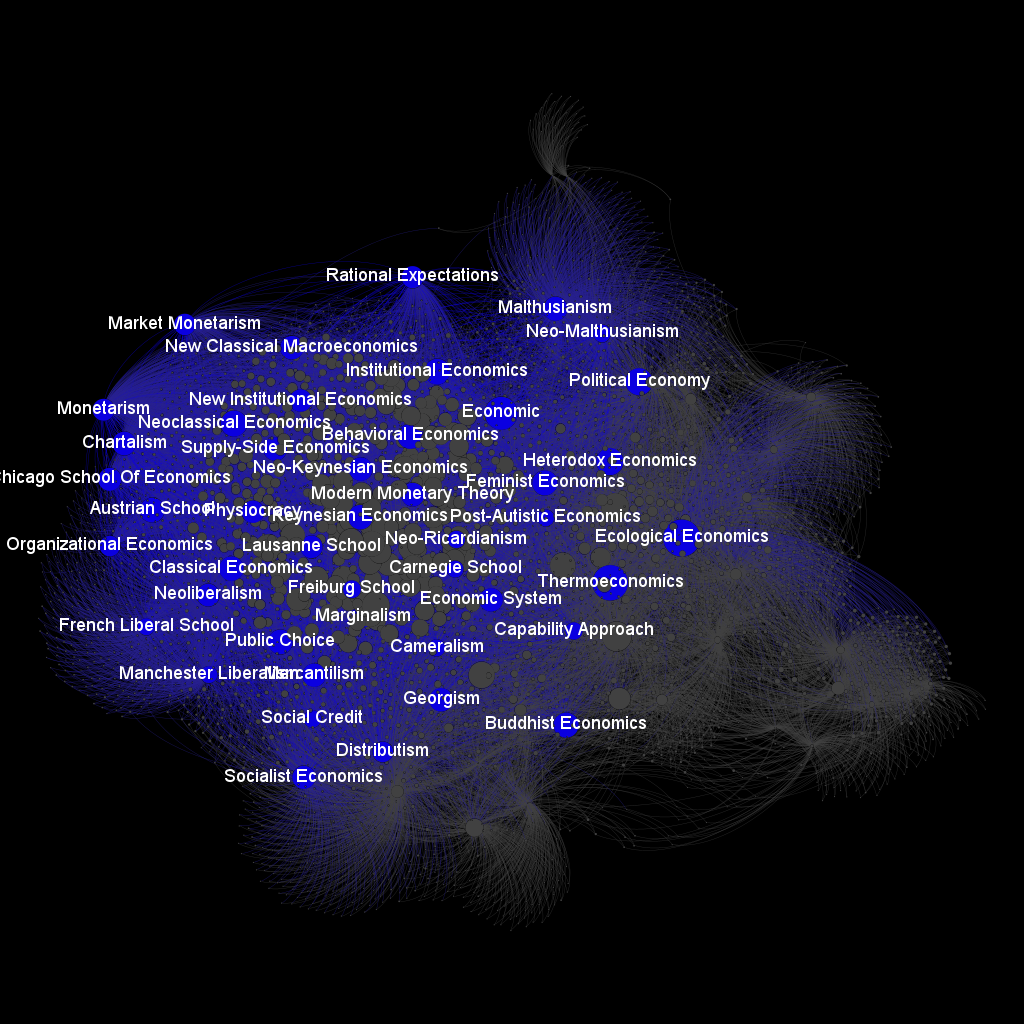 Rational Expectations
Malthusianism
Market Monetarism
Neo-Malthusianism
New Classical Macroeconomics
Institutional Economics
Political Economy
New Institutional Economics
Monetarism
Economic
Neoclassical Economics
Behavioral Economics
Chartalism
Supply-Side Economics
Heterodox Economics
Neo-Keynesian Economics
Chicago School Of Economics
Feminist Economics
Modern Monetary Theory
Austrian School
Physiocracy
Keynesian Economics
Post-Autistic Economics
Ecological Economics
Neo-Ricardianism
Organizational Economics
Lausanne School
Classical Economics
Carnegie School
Thermoeconomics
Freiburg School
Neoliberalism
Economic System
Marginalism
French Liberal School
Capability Approach
Public Choice
Cameralism
Manchester Liberalism
Mercantilism
Georgism
Social Credit
Buddhist Economics
Distributism
Socialist Economics